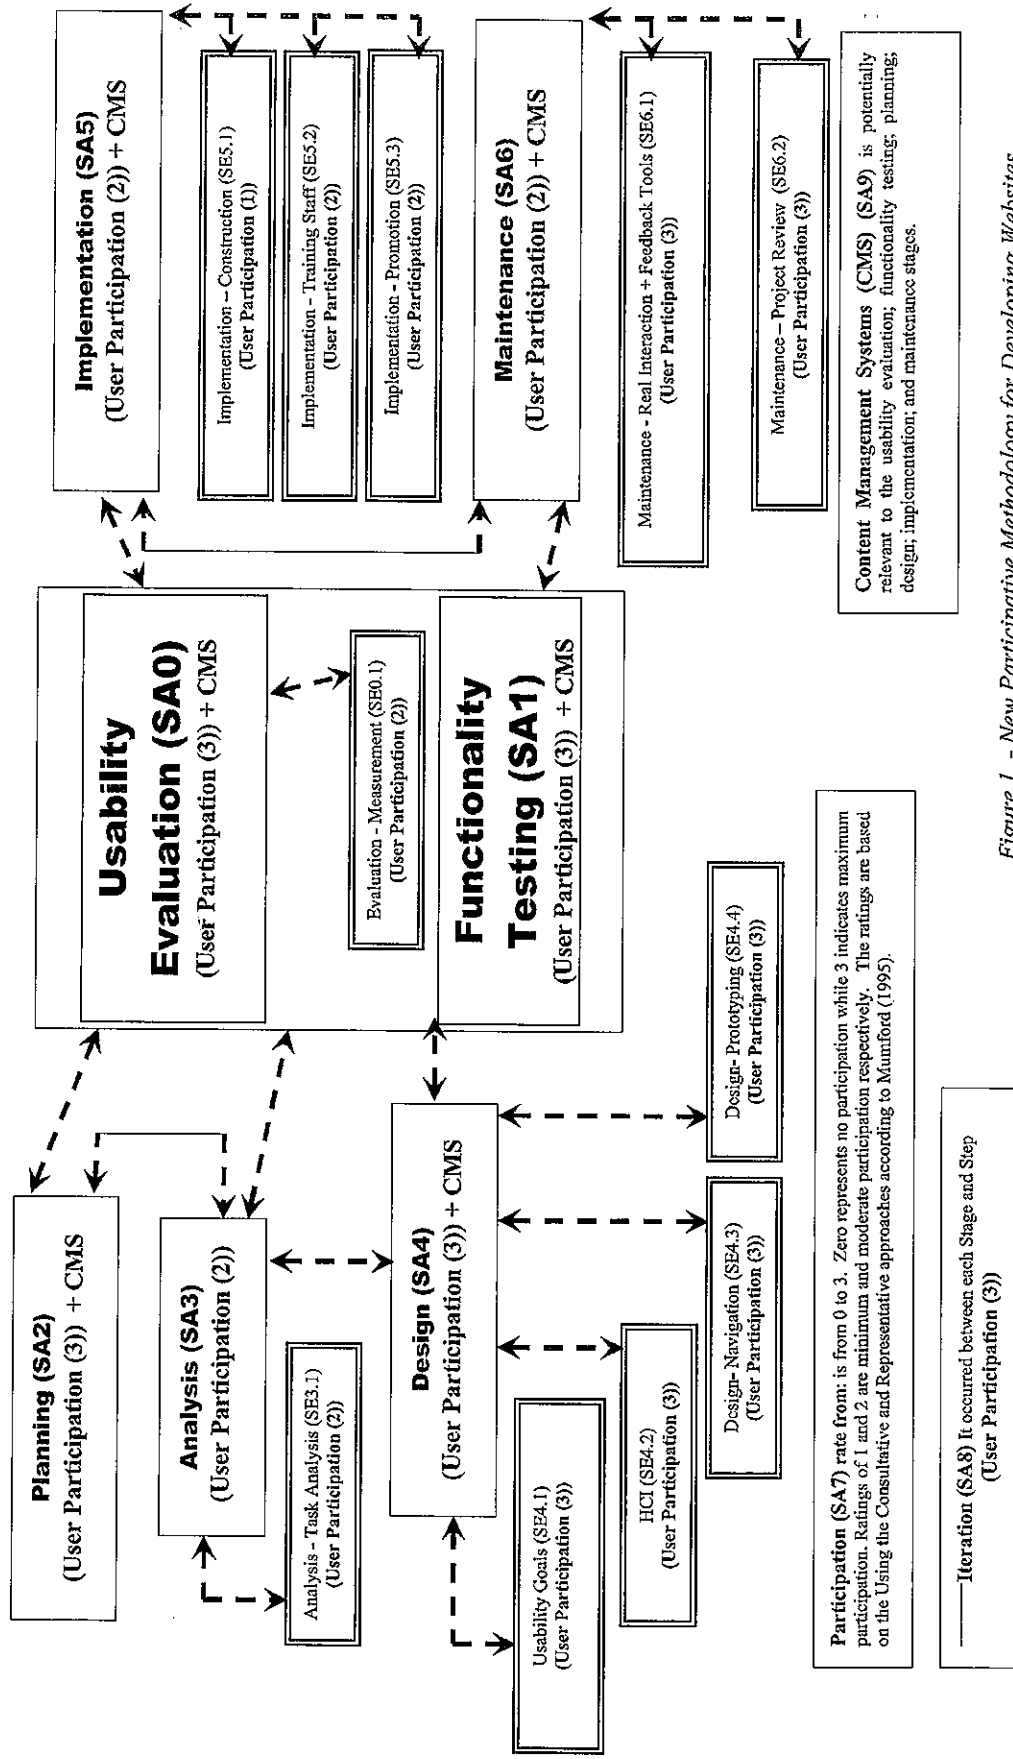 Planning (SA2)
(User Participation (3)) + CMS
Analysis (SA3)
(User Participation (2))
Analysis – Task Analysis (SE3.1)
(User Participation (2))
Design (SA4)
(User Participation (3)) + CMS
Usability Goals (SE4.1)
(User Participation (3))
HCI (SE4.2)
(User Participation (3))
Design- Navigation (SE4.3)
(User Participation (3))
Design- Prototyping (SE4.4)
(User Participation (3))
Usability
Evaluation (SA0)
(User Participation (3)) + CMS
Evaluation - Measurement (SE0.1)
(User Participation (2))
Functionality
Testing (SA1)
(User Participation (3)) + CMS
Implementation (SA5)
(User Participation (2)) + CMS
Implementation – Construction (SE5.1)
(User Participation (1))
Implementation – Training Staff (SE5.2)
(User Participation (2))
Implementation - Promotion (SE5.3)
(User Participation (2))
Maintenance (SA6)
(User Participation (2)) + CMS
Maintenance - Real Interaction + Feedback Tools (SE6.1)
(User Participation (3))
Maintenance – Project Review (SE6.2)
(User Participation (3))
Participation (SA7) rate from: is from 0 to 3. Zero represents no participation while 3 indicates maximum
participation. Ratings of 1 and 2 are minimum and moderate participation respectively. The ratings are based
on the Using the Consultative and Representative approaches according to Mumford (1995).
Content Management Systems (CMS) (SA9) is potentially
relevant to the usability evaluation; functionality testing; planning;
design; implementation; and maintenance stages.
Iteration (SA8) It occurred between each Stage and Step
(User Participation (3))
Figure 1 - New Participative Methodology for Developing Websites